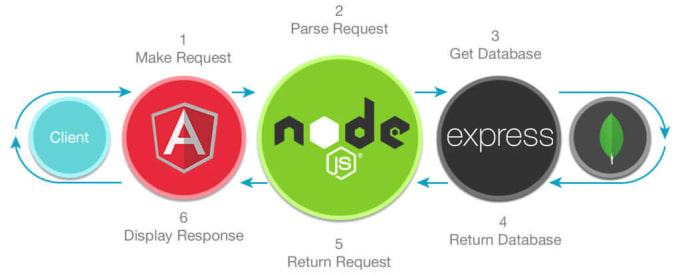 1
Make Request
2
Parse Request
3
Get Database
Client
A
node
JS
express
6
Display Response
5
Return Request
4
Return Database